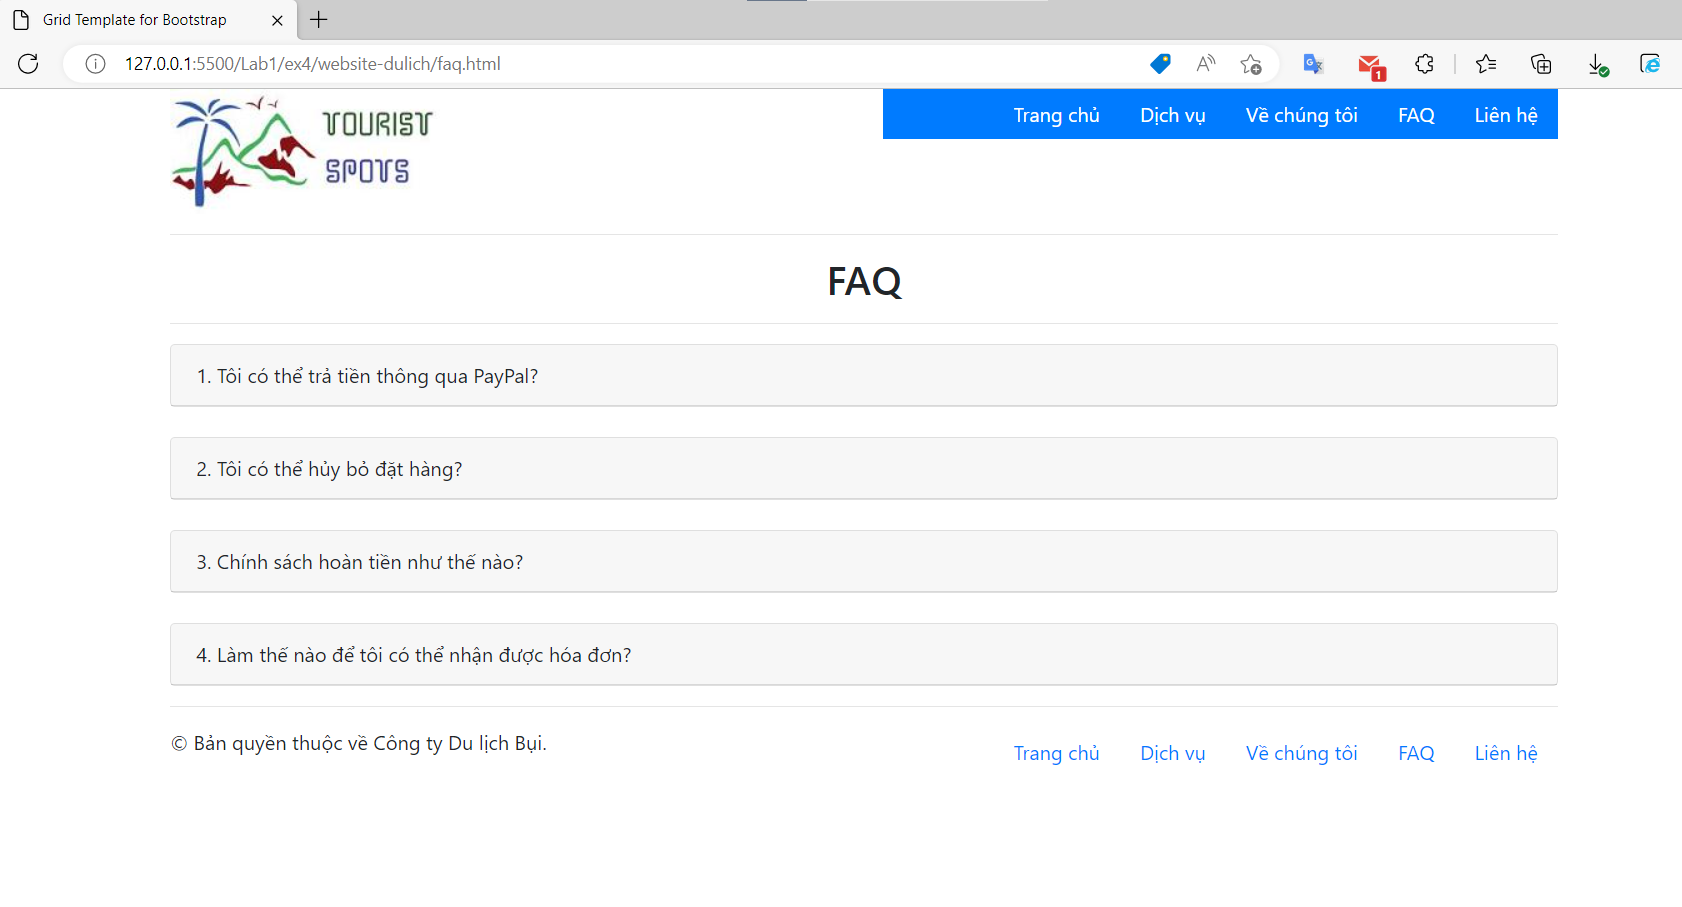 Grid Template for Bootstrap
127.0.0.1:5500/Lab1/ex4/website-dulich/faq.html
1
TOURIST
SPOTS
Trang chủ Dịch vụ Về chúng tôi FAQ Liên hệ
FAQ
1. Tôi có thể trả tiền thông qua PayPal?
2. Tôi có thể hủy bỏ đặt hàng?
3. Chính sách hoàn tiền như thế nào?
4. Làm thế nào để tôi có thể nhận được hóa đơn?
© Bản quyền thuộc về Công ty Du lịch Bụi.
Trang chủ Dịch vụ Về chúng tôi FAQ Liên hệ